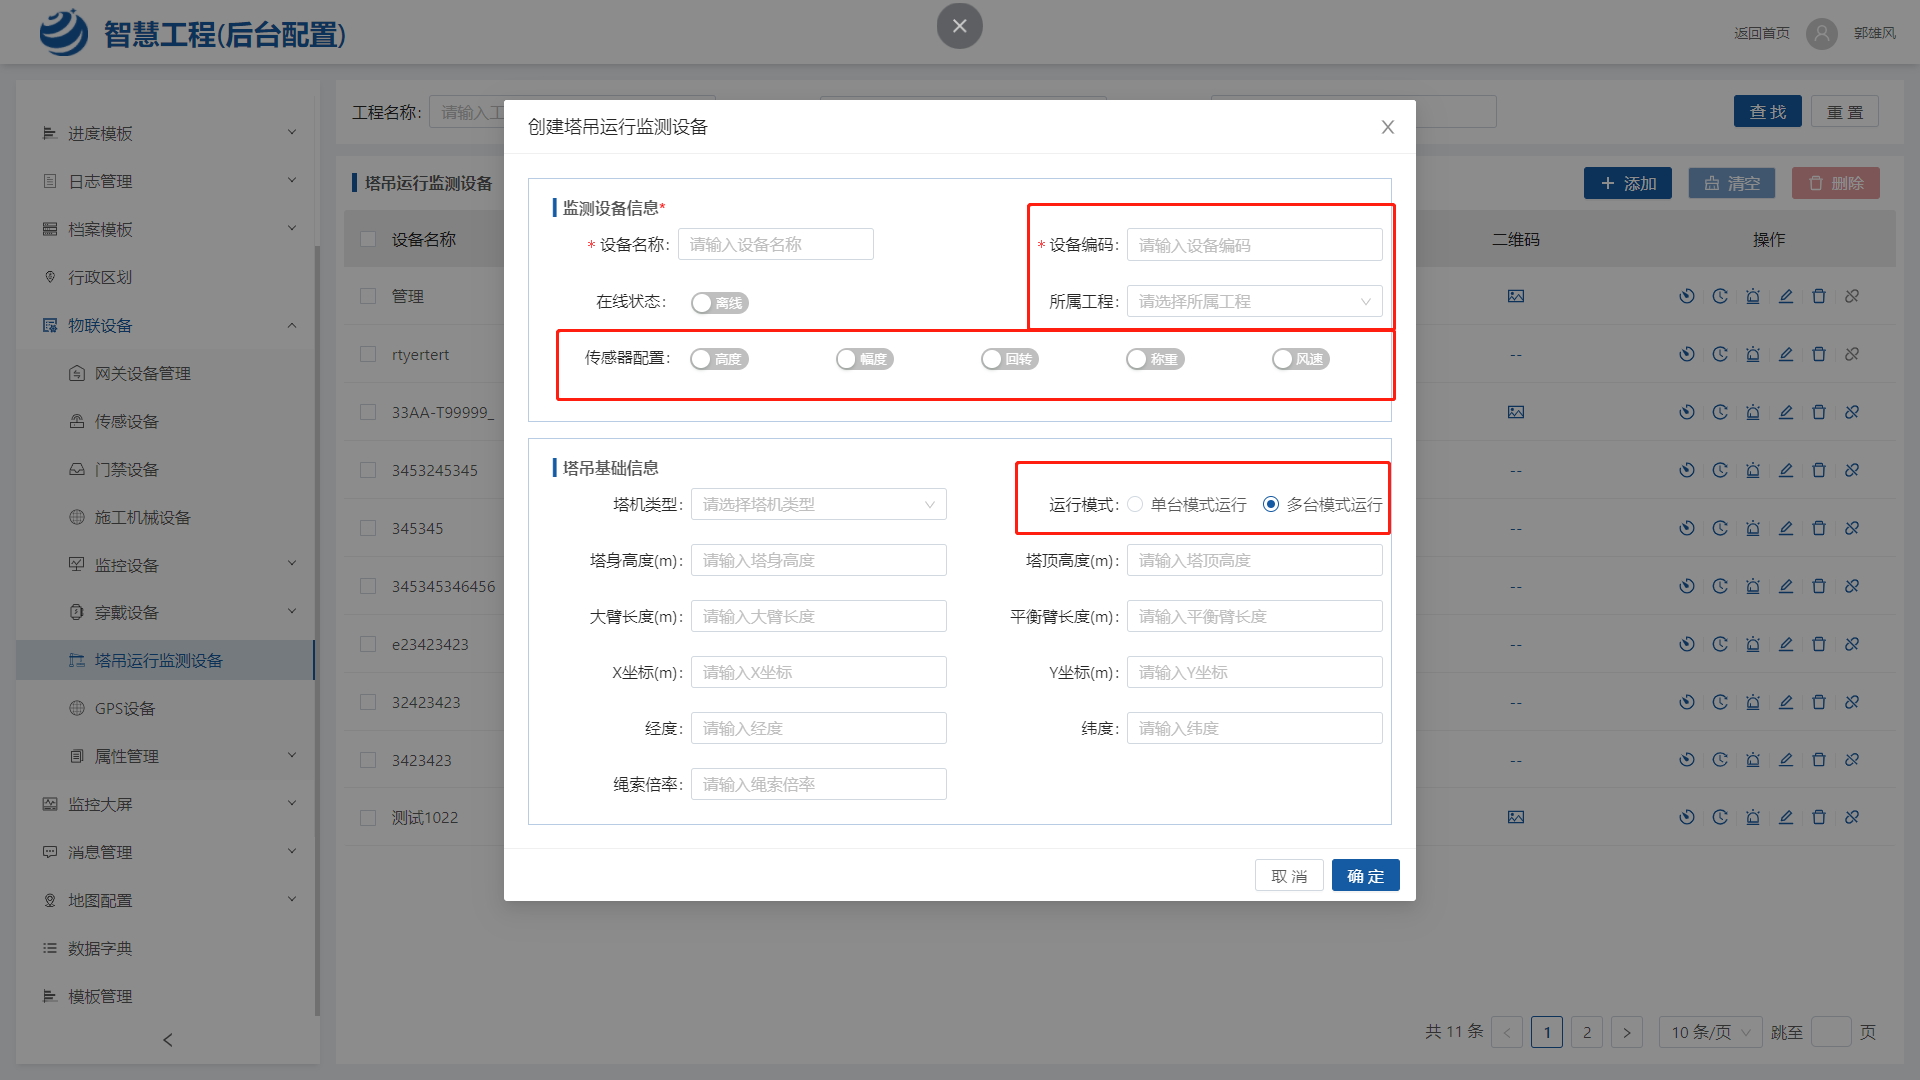 智慧工程(后台配置)
返回首页
郭雄风
进度模板
日志管理
档案模板
行政区划
物联设备
网关设备管理
传感设备
门禁设备
施工机械设备
监控设备
穿戴设备
塔吊运行监测设备
GPS设备
属性管理
监控大屏
消息管理
地图配置
数据字典
模板管理
工程名称: 请输入工
查 找 重 置
塔吊运行监测设备
添加 清空 删除
设备名称 二维码 操作
管理
rtyertert --
33AA-T99999_
3453245345 --
345345 --
345345346456 --
e23423423 --
32423423 --
3423423 --
测试1022
共 11 条 < 1 2 > 10 条/页 跳至 页
创建塔吊运行监测设备
监测设备信息*
* 设备名称: 请输入设备名称 * 设备编码: 请输入设备编码
在线状态: 离线 所属工程: 请选择所属工程
传感器配置: 高度 幅度 回转 称重 风速
塔吊基础信息
塔机类型: 请选择塔机类型 运行模式: 单台模式运行 多台模式运行
塔身高度(m): 请输入塔身高度 塔顶高度(m): 请输入塔顶高度
大臂长度(m): 请输入大臂长度 平衡臂长度(m): 请输入平衡臂长度
X坐标(m): 请输入X坐标 Y坐标(m): 请输入Y坐标
经度: 请输入经度 纬度: 请输入纬度
绳索倍率: 请输入绳索倍率
取 消 确 定